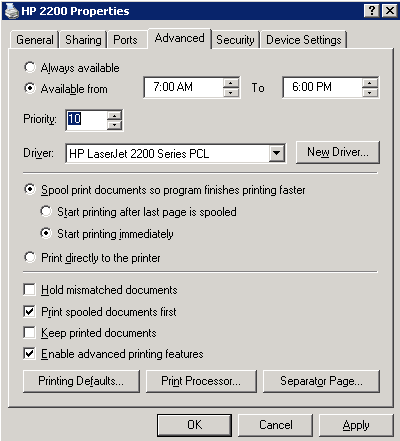 HP 2200 Properties
General Sharing Ports Advanced Security Device Settings
Always available
Available from 7:00 AM To 6:00 PM
Priority: 10
Driver: HP LaserJet 2200 Series PCL New Driver...
Spool print documents so program finishes printing faster
Start printing after last page is spooled
Start printing immediately
Print directly to the printer
Hold mismatched documents
Print spooled documents first
Keep printed documents
Enable advanced printing features
Printing Defaults... Print Processor... Separator Page...
OK Cancel Apply